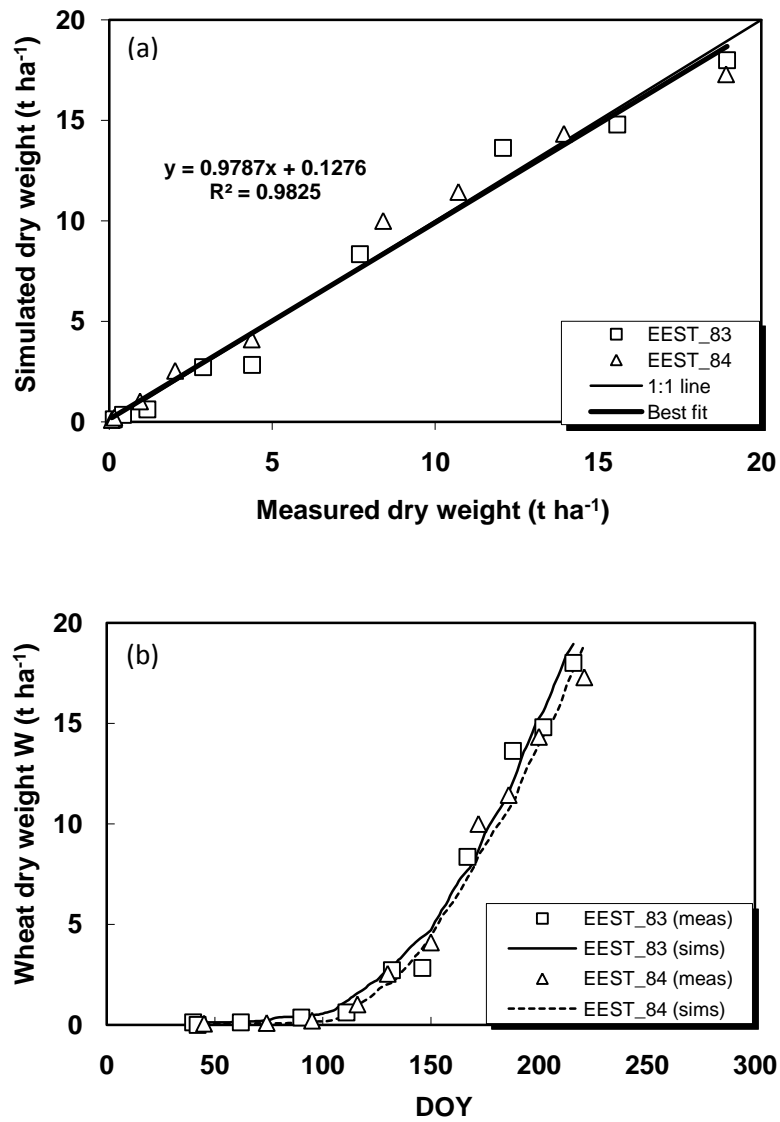 20
(a)
15
y = 0.9787x + 0.1276
R² = 0.9825
10
5
0
Simulated dry weight (t ha⁻¹)
EEST_83
EEST_84
1:1 line
Best fit
0 5 10 15 20
Measured dry weight (t ha⁻¹)
20
(b)
15
10
5
0
Wheat dry weight W (t ha⁻¹)
EEST_83 (meas)
EEST_83 (sims)
EEST_84 (meas)
EEST_84 (sims)
0 50 100 150 200 250 300
DOY